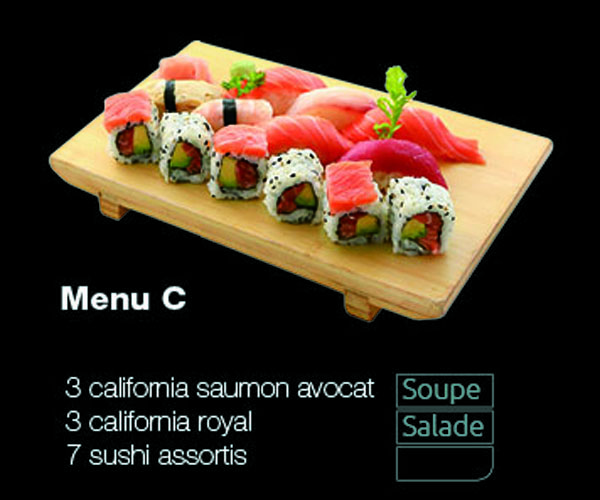 Menu C
3 california saumon avocat
3 california royal
7 sushi assortis
Soupe
Salade